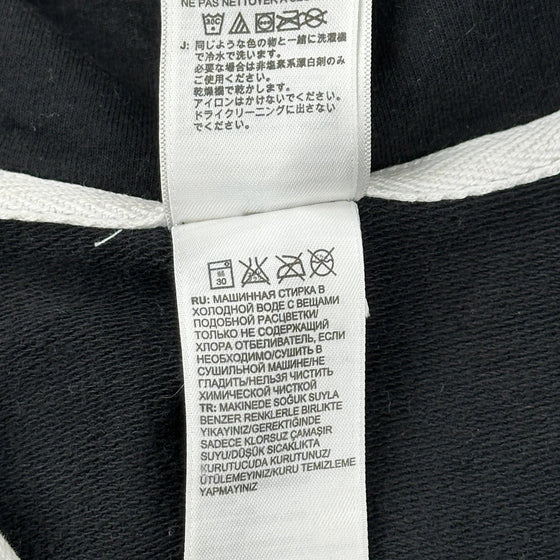 NE PAS NETTOYER À SEC
J: 同じような色の物と一緒に洗濯機
で冷水で洗います。
必要な場合は非塩素系漂白剤のみ
ご使用ください。
乾燥機で乾かします。
アイロンはかけないでください。
ドライクリーニングに出さない
でください。
30
RU: МАШИННАЯ СТИРКА В
ХОЛОДНОЙ ВОДЕ С ВЕЩАМИ
ПОДОБНОЙ РАСЦВЕТКИ/
ТОЛЬКО НЕ СОДЕРЖАЩИЙ
ХЛОРА ОТБЕЛИВАТЕЛЬ, ЕСЛИ
НЕОБХОДИМО/СУШИТЬ В
СУШИЛЬНОЙ МАШИНЕ/НЕ
ГЛАДИТЬ/НЕЛЬЗЯ ЧИСТИТЬ
ХИМИЧЕСКОЙ ЧИСТКОЙ
TR: MAKINEDE SOĞUK SUYLA
BENZER RENKLERLE BIRLIKTE
YIKAYINIZ/GEREKTIĞINDE
SADECE KLORSUZ ÇAMAŞIR
SUYU/DÜŞÜK SICAKLIKTA
KURUTUCUDA KURUTUNUZ/
ÜTÜLEMEYINIZ/KURU TEMIZLEME
YAPMAYINIZ